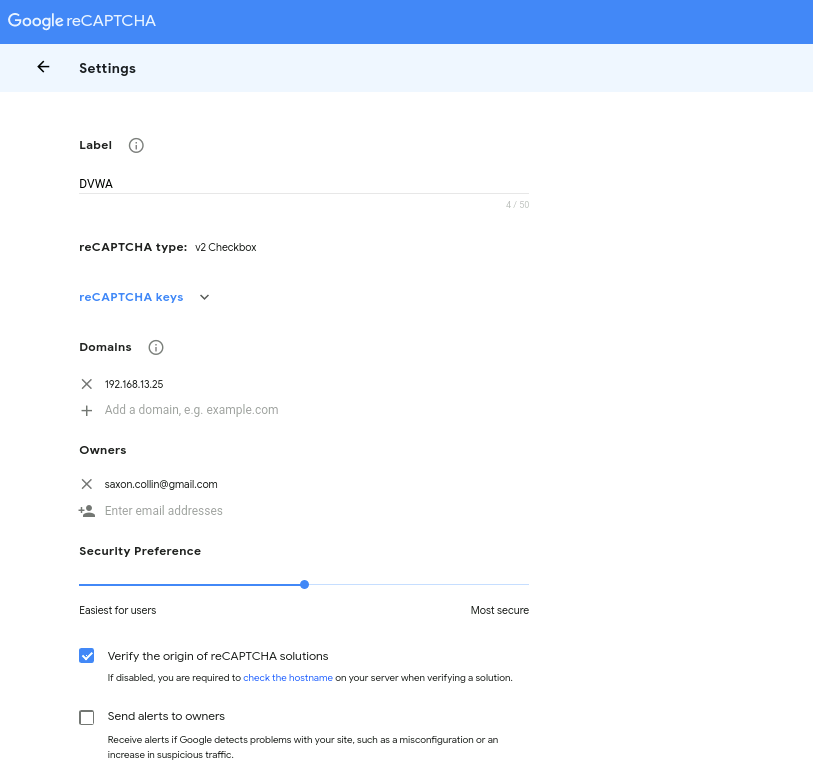 Google reCAPTCHA
Settings
Label
DVWA
4 / 50
reCAPTCHA type: v2 Checkbox
reCAPTCHA keys
Domains
192.168.13.25
Add a domain, e.g. example.com
Owners
saxon.collin@gmail.com
Enter email addresses
Security Preference
Easiest for users Most secure
Verify the origin of reCAPTCHA solutions
If disabled, you are required to check the hostname on your server when verifying a solution.
Send alerts to owners
Receive alerts if Google detects problems with your site, such as a misconfiguration or an
increase in suspicious traffic.